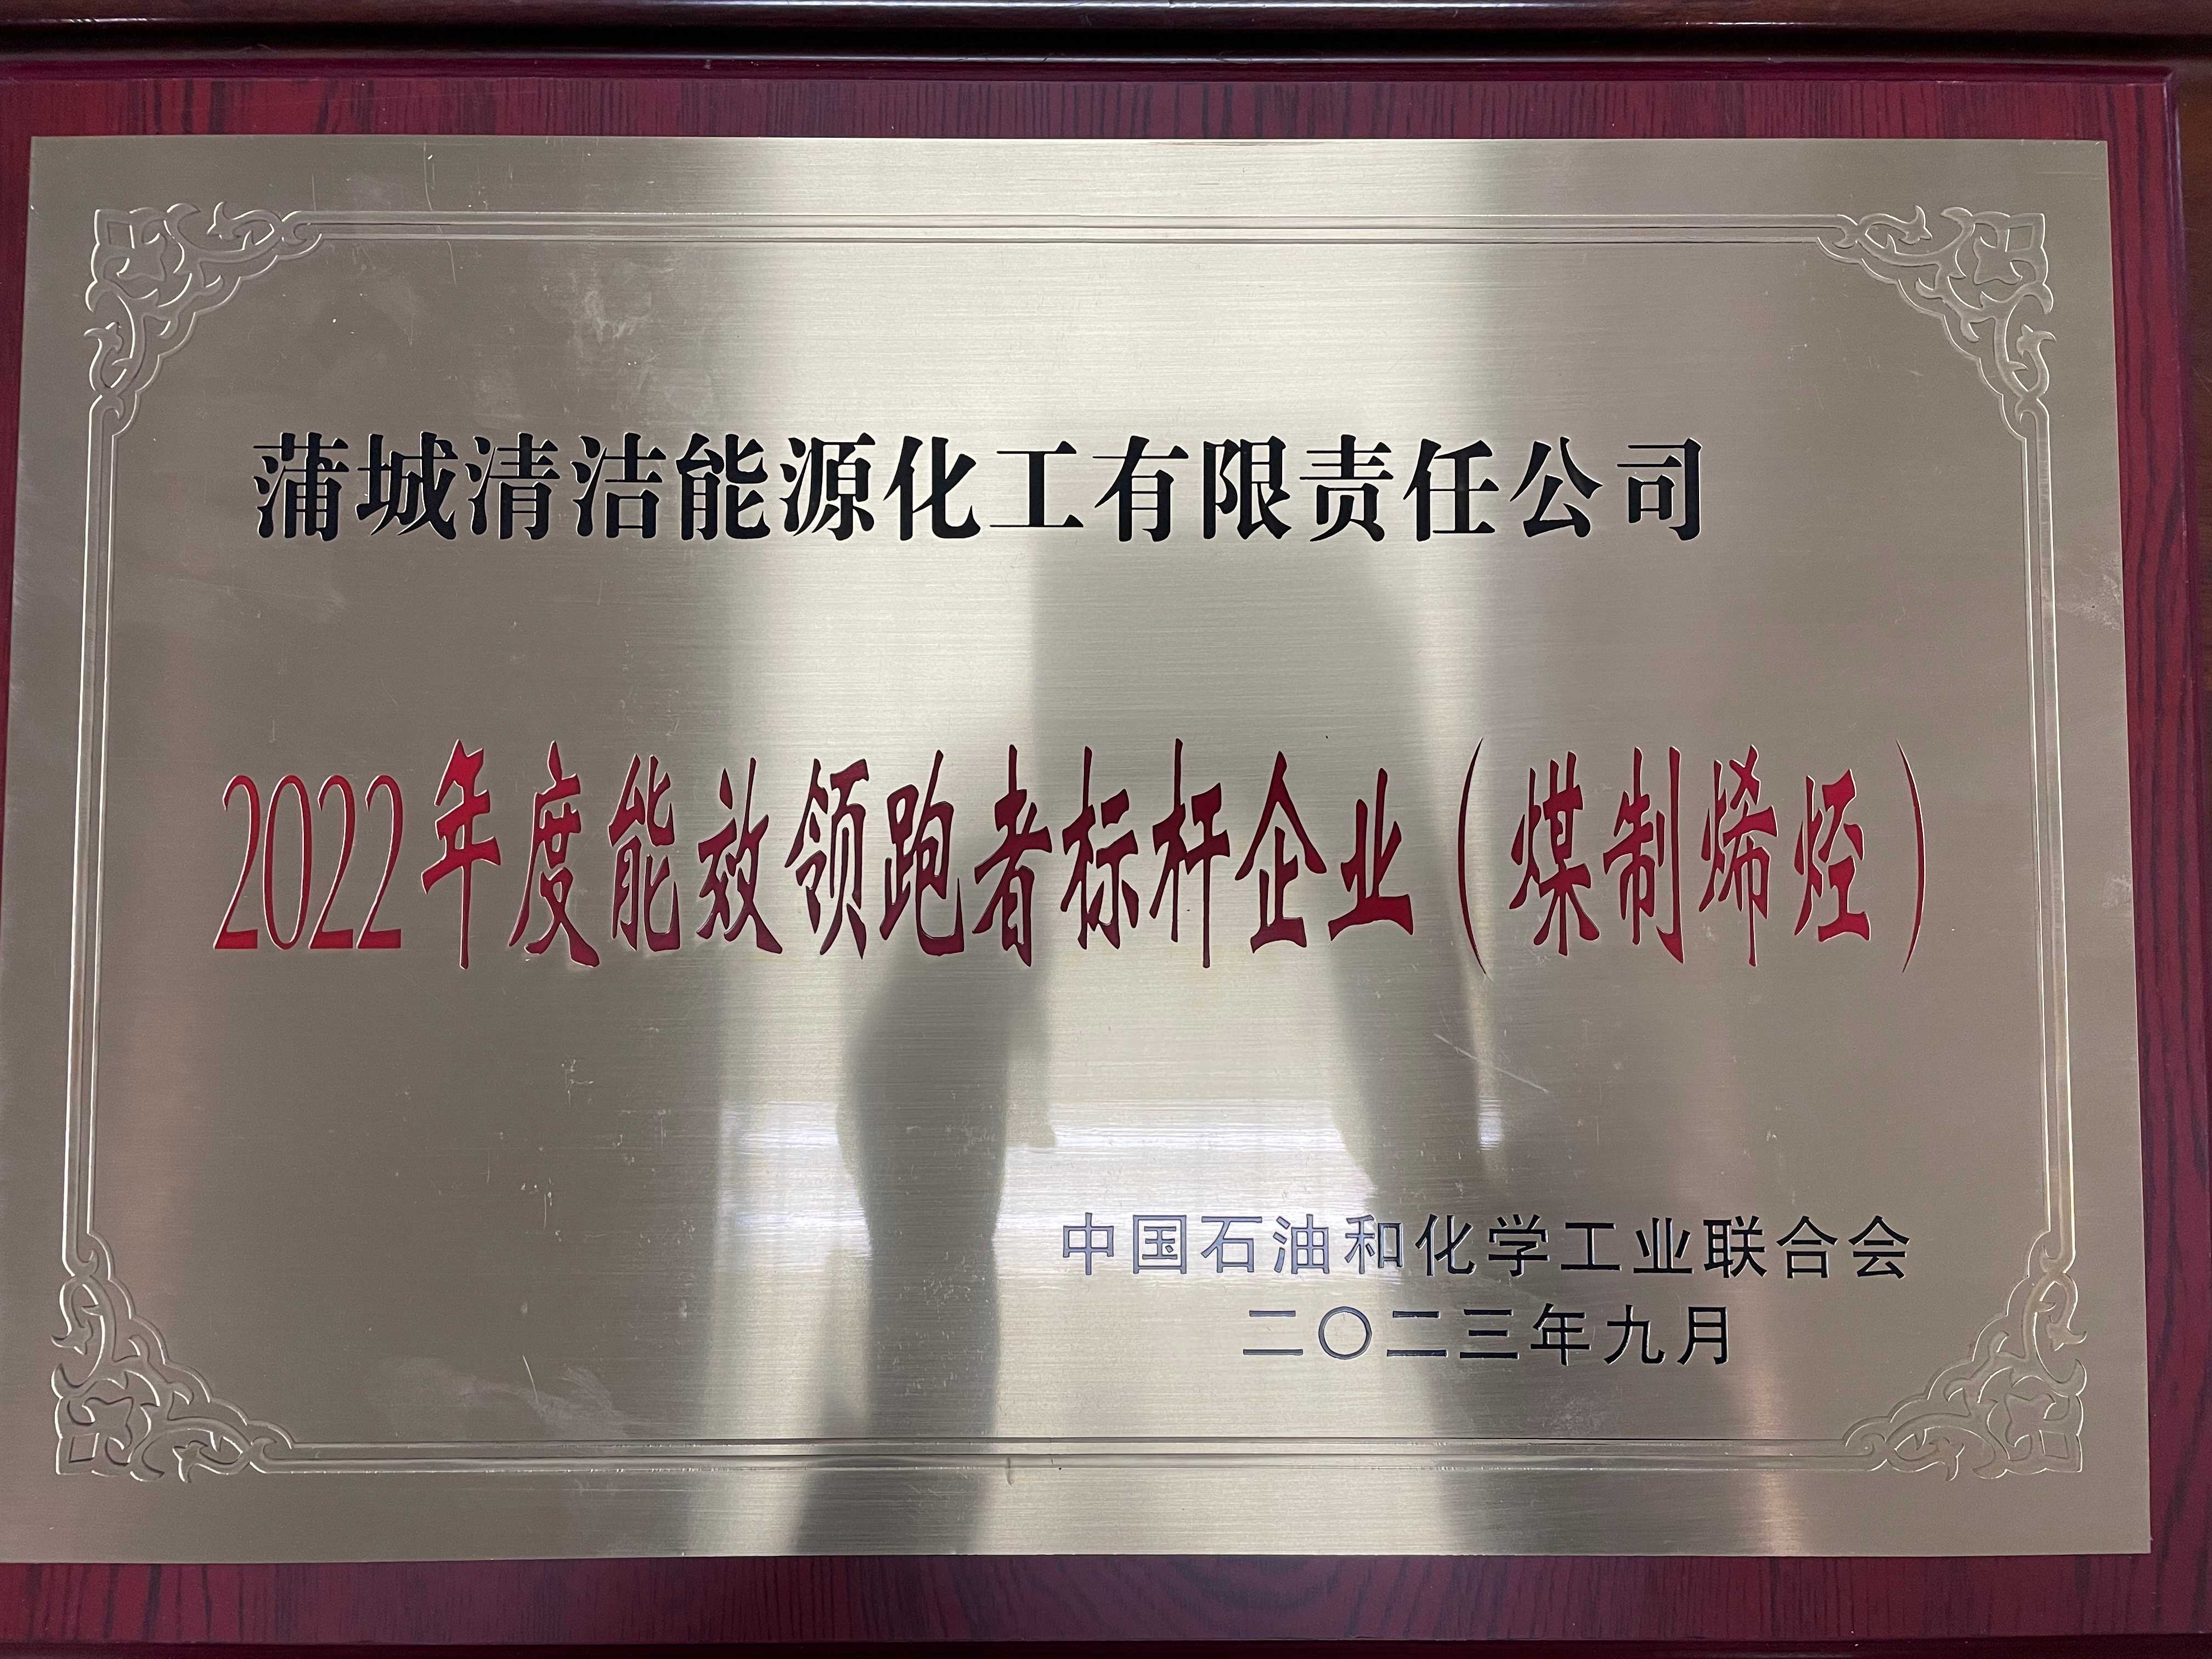 蒲城清洁能源化工有限责任公司
2022年度能效领跑者标杆企业（煤制烯烃）
中国石油和化学工业联合会
二〇二三年九月